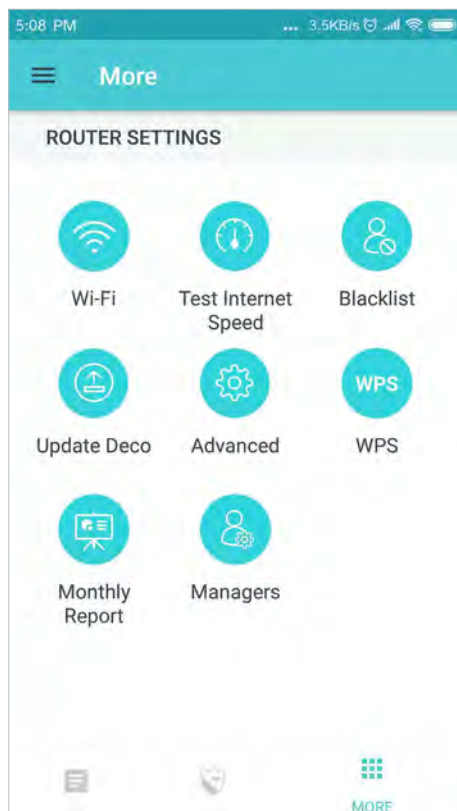 5:08 PM ... 3.5KB/s
More
ROUTER SETTINGS
Wi-Fi
Test Internet
Speed
Blacklist
Update Deco
Advanced
WPS
WPS
Monthly
Report
Managers
MORE